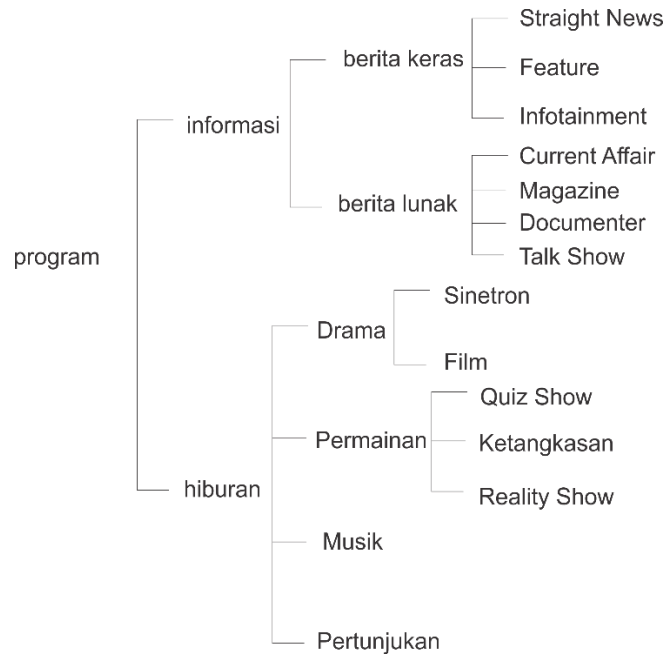 program
informasi
berita keras
Straight News
Feature
Infotainment
berita lunak
Current Affair
Magazine
Documenter
Talk Show
hiburan
Drama
Sinetron
Film
Permainan
Quiz Show
Ketangkasan
Reality Show
Musik
Pertunjukan